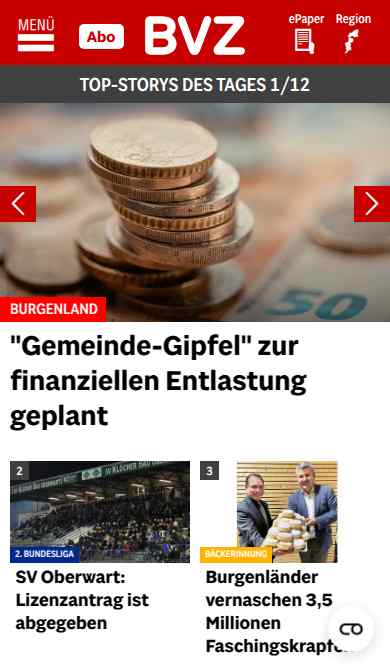 MENÜ
Abo
BVZ
ePaper
Region
TOP-STORYS DES TAGES 1/12
50
BURGENLAND
"Gemeinde-Gipfel" zur
finanziellen Entlastung
geplant
2
2. BUNDESLIGA
3
BÄCKERINNUNG
SV Oberwart:
Lizenzantrag ist
abgegeben
Burgenländer
vernaschen 3,5
Millionen